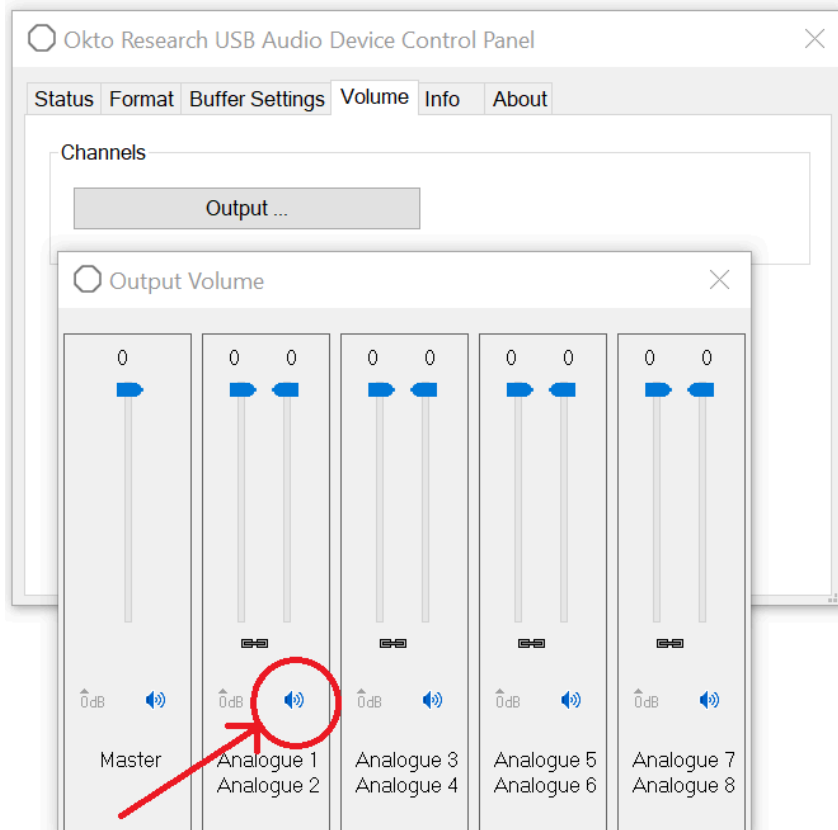 Okto Research USB Audio Device Control Panel
Status Format Buffer Settings Volume Info About
Channels
Output ...
Output Volume
0 0 0 0 0 0 0 0 0
0dB 0dB 0dB 0dB 0dB
Master Analogue 1 Analogue 3 Analogue 5 Analogue 7
Analogue 2 Analogue 4 Analogue 6 Analogue 8